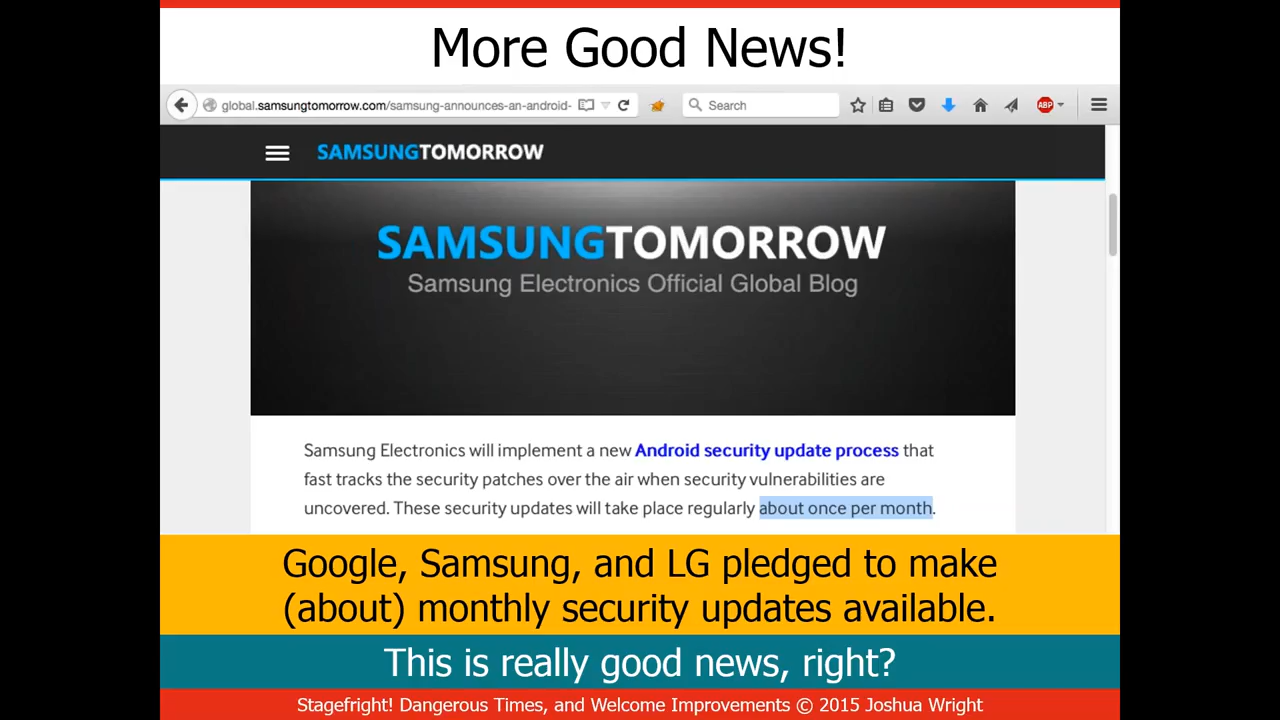 More Good News!
global.samsungtomorrow.com/samsung-announces-an-android-
Search
ABP
SAMSUNGTOMORROW
SAMSUNGTOMORROW
Samsung Electronics Official Global Blog
Samsung Electronics will implement a new Android security update process that
fast tracks the security patches over the air when security vulnerabilities are
uncovered. These security updates will take place regularly about once per month.
Google, Samsung, and LG pledged to make
(about) monthly security updates available.
This is really good news, right?
Stagefright! Dangerous Times, and Welcome Improvements © 2015 Joshua Wright